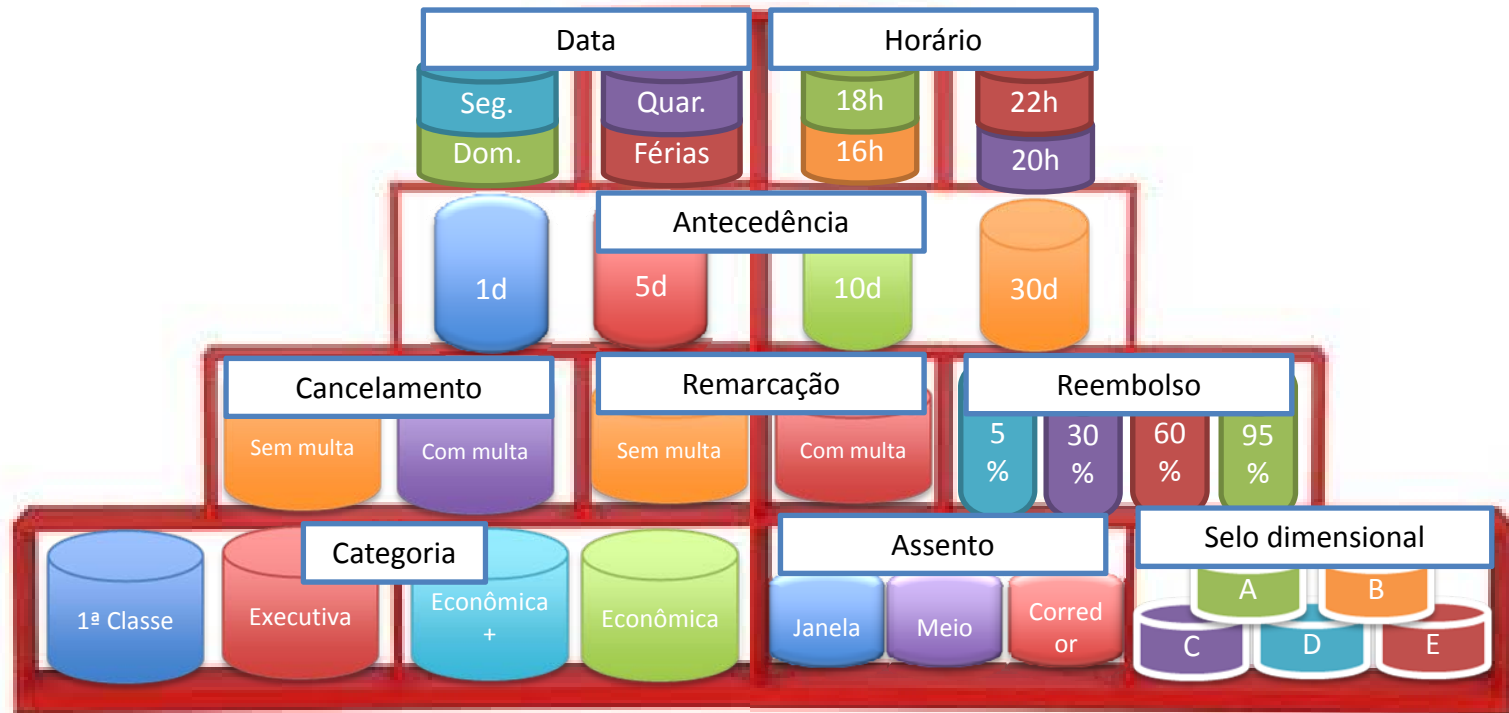 Data
Horário
Seg.
Quar.
18h
22h
Dom.
Férias
16h
20h
Antecedência
1d
5d
10d
30d
Cancelamento
Remarcação
Reembolso
Sem multa
Com multa
Sem multa
Com multa
5
%
30
%
60
%
95
%
Categoria
Assento
Selo dimensional
1ª Classe
Executiva
Econômica
+
Econômica
Janela
Meio
Corred
or
A
B
C
D
E